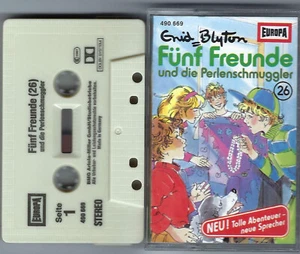 Fünf Freunde (26)
und die Perlenschmuggler
Made in Germany
EUROPA
Seite
1
490 669
STEREO
490 669
EUROPA
Enid Blyton
Fünf Freunde
und die Perlenschmuggler
26
NEU! Tolle Abenteuer -
neue Sprecher